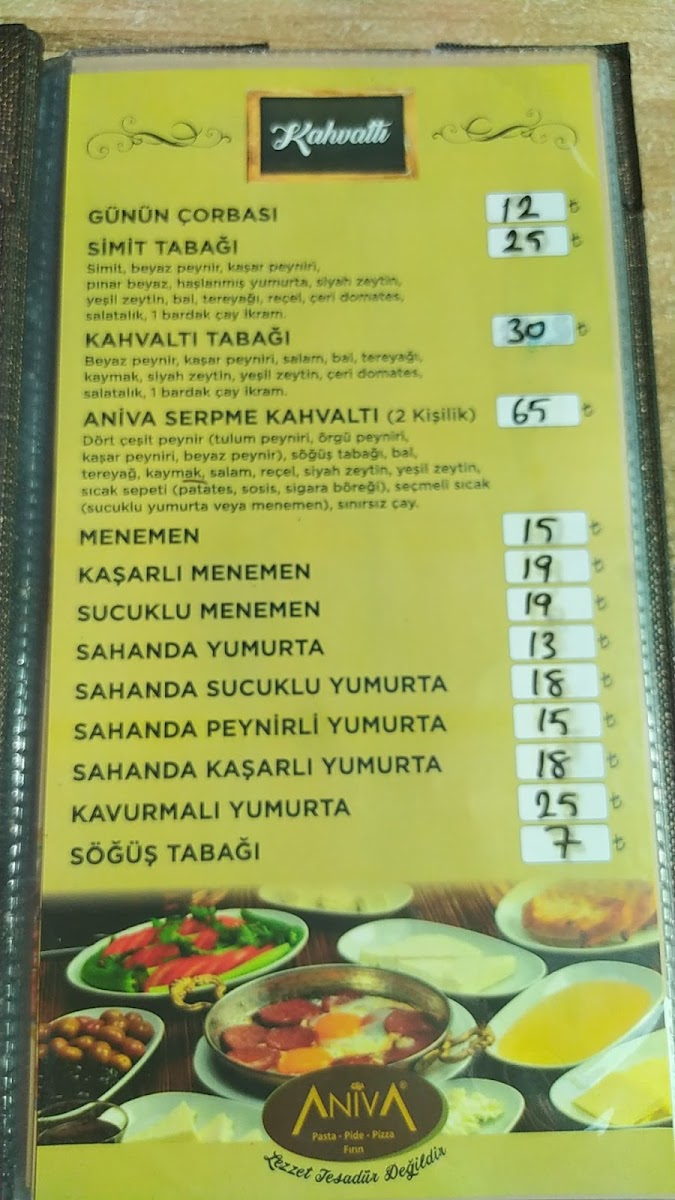 Kahvaltı
GÜNÜN ÇORBASI 12 ₺
SİMİT TABAĞI 25 ₺
Simit, beyaz peynir, kaşar peyniri,
pınar beyaz, haşlanmış yumurta, siyah zeytin,
yeşil zeytin, bal, tereyağı, reçel, çeri domates,
salatalık, 1 bardak çay ikram.
KAHVALTI TABAĞI 30 ₺
Beyaz peynir, kaşar peyniri, salam, bal, tereyağı,
kaymak, siyah zeytin, yeşil zeytin, çeri domates,
salatalık, 1 bardak çay ikram.
ANİVA SERPME KAHVALTI (2 Kişilik) 65 ₺
Dört çeşit peynir (tulum peyniri, örgü peyniri,
kaşar peyniri, beyaz peynir), söğüş tabağı, bal,
tereyağ, kaymak, salam, reçel, siyah zeytin, yeşil zeytin,
sıcak sepeti (patates, sosis, sigara böreği), seçmeli sıcak
(sucuklu yumurta veya menemen), sınırsız çay.
MENEMEN 15 ₺
KAŞARLI MENEMEN 19 ₺
SUCUKLU MENEMEN 19 ₺
SAHANDA YUMURTA 13 ₺
SAHANDA SUCUKLU YUMURTA 18 ₺
SAHANDA PEYNİRLİ YUMURTA 15 ₺
SAHANDA KAŞARLI YUMURTA 18 ₺
KAVURMALI YUMURTA 25 ₺
SÖĞÜŞ TABAĞI 7 ₺
ANİVA®
Pasta - Pide - Pizza
Fırın
Lezzet Tesadür Değildir